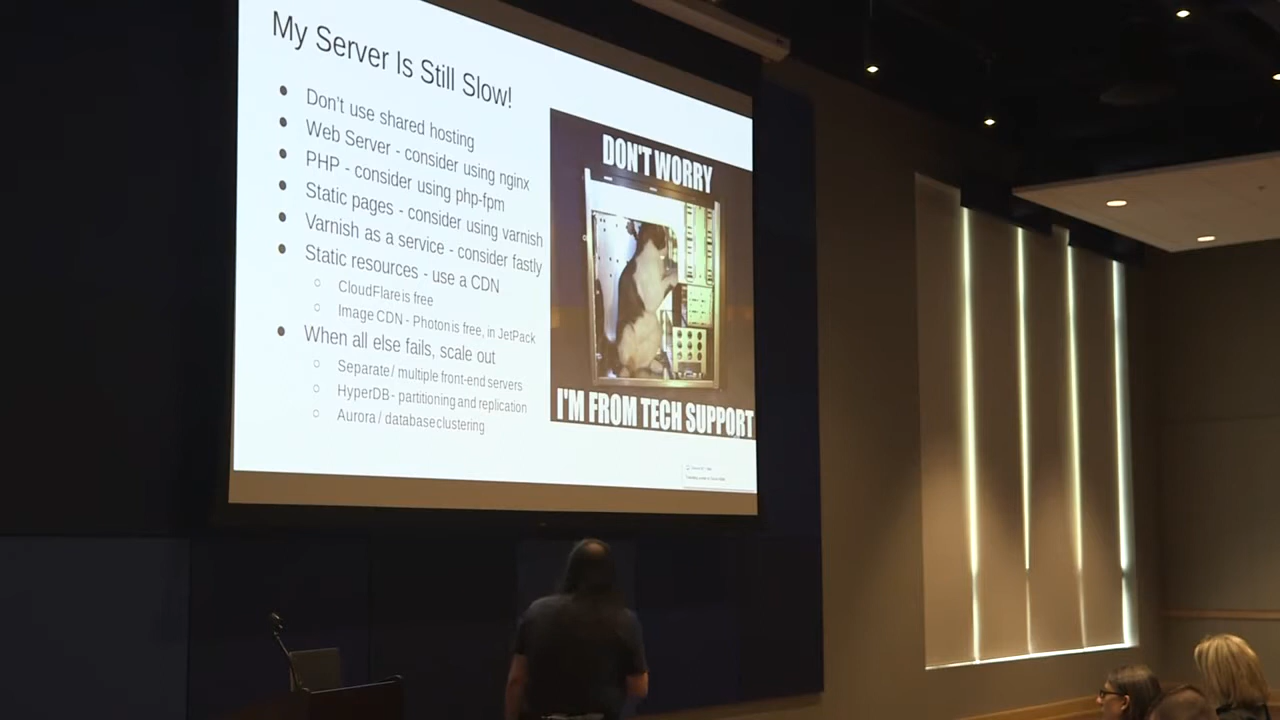 My Server Is Still Slow!
Don't use shared hosting
Web Server - consider using nginx
PHP - consider using php-fpm
Static pages - consider using varnish
Varnish as a service - consider fastly
Static resources - use a CDN
CloudFlare is free
Image CDN - Photon is free, in JetPack
When all else fails, scale out
Separate / multiple front-end servers
HyperDB - partitioning and replication
Aurora / database clustering
DON'T WORRY
I'M FROM TECH SUPPORT